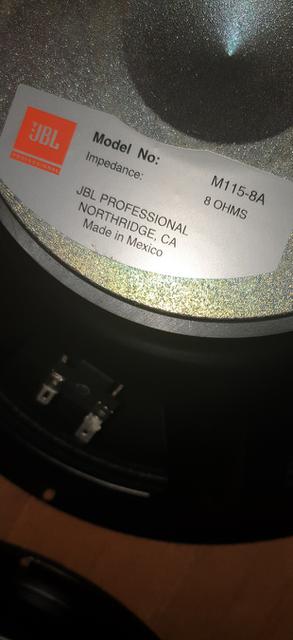 JBL
PROFESSIONAL
Model No: M115-8A
Impedance: 8 OHMS
JBL PROFESSIONAL
NORTHRIDGE, CA
Made in Mexico